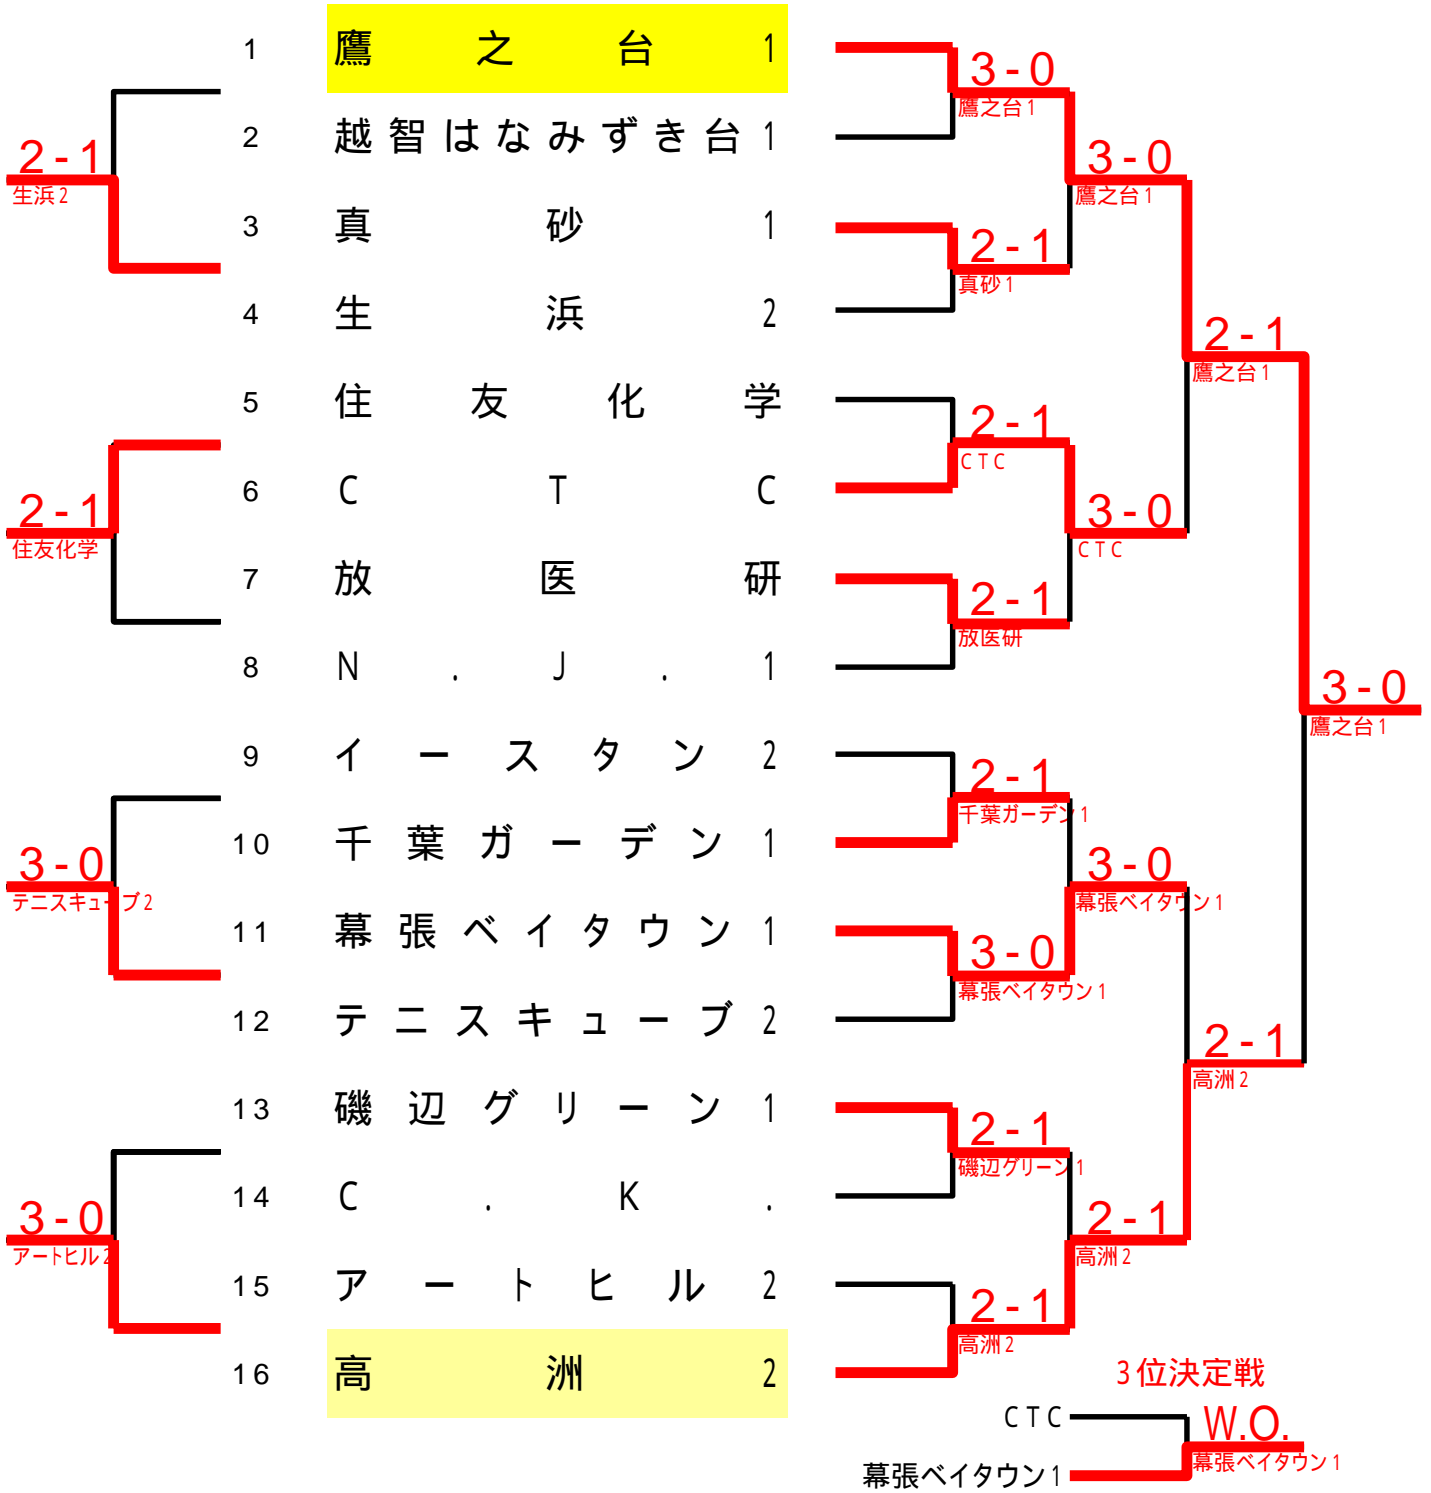 1 鷹之台 1
2 越智はなみずき台 1
3 真砂 1
4 生浜 2
5 住友化学
6 CTC
7 放医研
8 N.J. 1
9 イースタン 2
10 千葉ガーデン 1
11 幕張ベイタウン 1
12 テニスキューブ 2
13 磯辺グリーン 1
14 C.K.
15 アートヒル 2
16 高洲 2
2-1
生浜2
2-1
住友化学
3-0
テニスキューブ2
3-0
アートヒル2
3-0
鷹之台1
2-1
真砂1
2-1
CTC
2-1
放医研
2-1
千葉ガーデン1
3-0
幕張ベイタウン1
2-1
磯辺グリーン1
2-1
高洲2
3-0
鷹之台1
3-0
CTC
3-0
幕張ベイタウン1
2-1
高洲2
2-1
鷹之台1
2-1
高洲2
3-0
鷹之台1
3位決定戦
CTC
幕張ベイタウン1
W.O.
幕張ベイタウン1